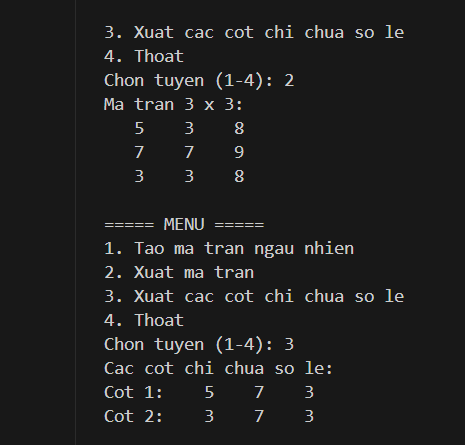 3. Xuat cac cot chi chua so le
4. Thoat
Chon tuyen (1-4): 2
Ma tran 3 x 3:
5 3 8
7 7 9
3 3 8
===== MENU =====
1. Tao ma tran ngau nhien
2. Xuat ma tran
3. Xuat cac cot chi chua so le
4. Thoat
Chon tuyen (1-4): 3
Cac cot chi chua so le:
Cot 1: 5 7 3
Cot 2: 3 7 3